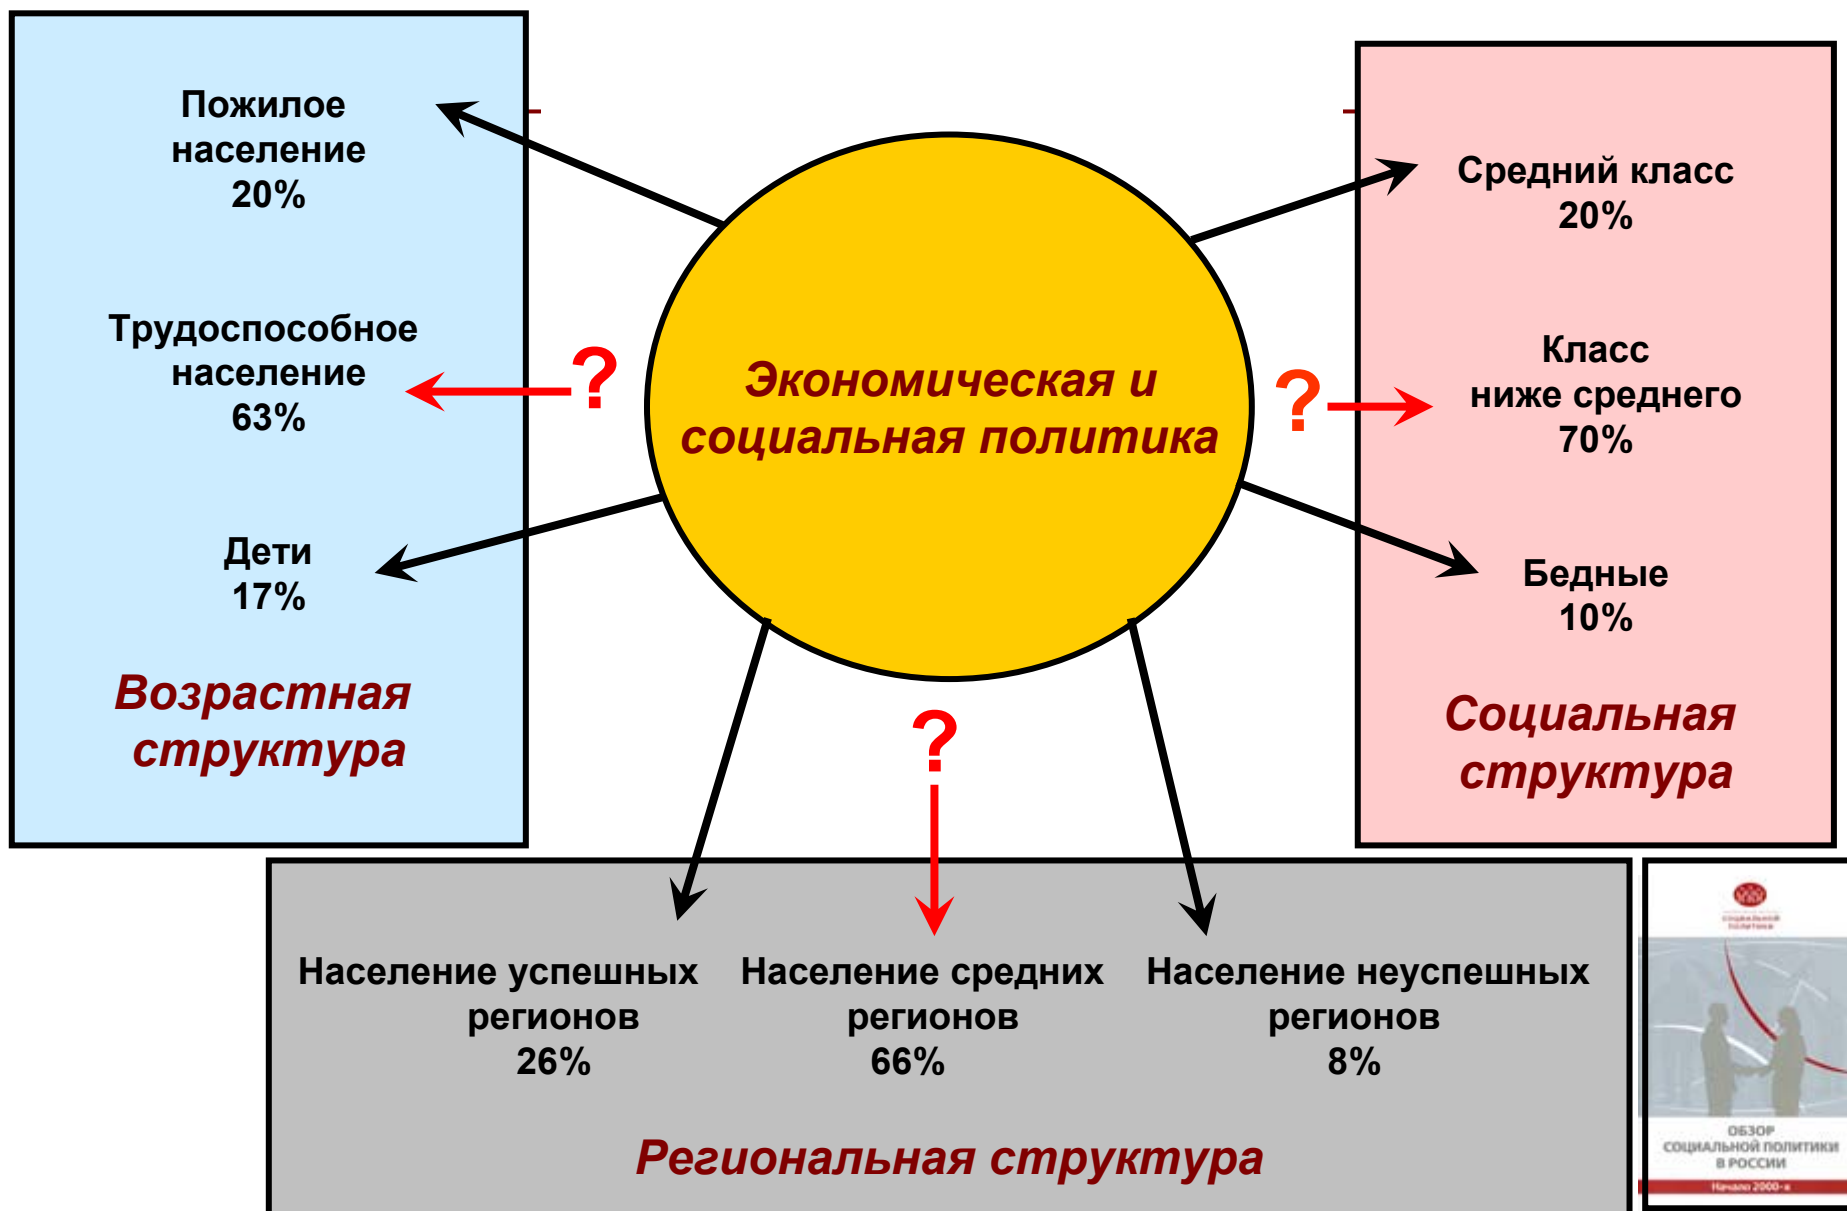 Пожилое
население
20%
Трудоспособное
население
63%
Дети
17%
Возрастная
структура
?
Экономическая и
социальная политика
?
?
Средний класс
20%
Класс
ниже среднего
70%
Бедные
10%
Социальная
структура
Население успешных
регионов
26%
Население средних
регионов
66%
Население неуспешных
регионов
8%
Региональная структура
СОЦИАЛЬНОЙ
ПОЛИТИКИ
ОБЗОР
СОЦИАЛЬНОЙ ПОЛИТИКИ
В РОССИИ
Начало 2000-х